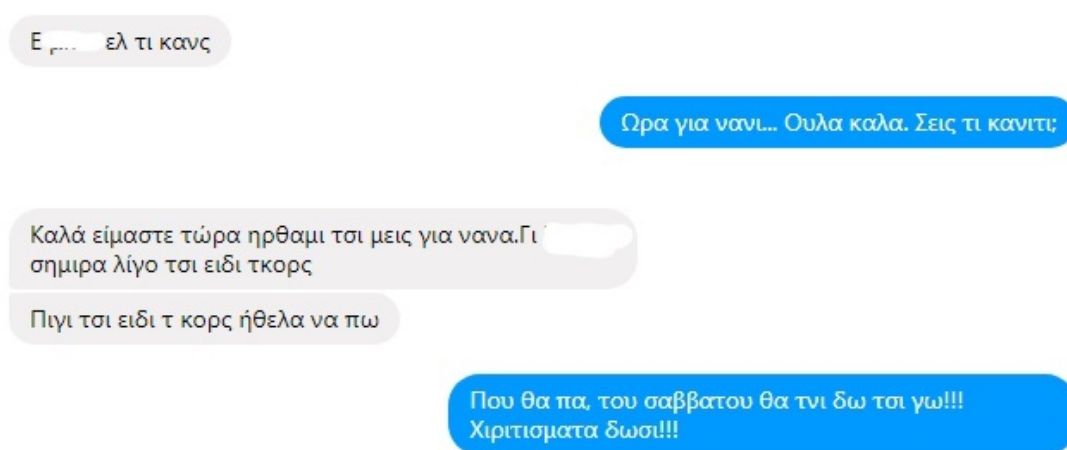 τι κανς
Ωρα για νανι... Ουλα καλα. Σεις τι κανιτι;
Καλά είμαστε τώρα ηρθαμι τσι μεις για νανα.Γι
σημιρα λίγο τσι ειδι τκορς
Πιγι τσι ειδι τ κορς ήθελα να πω
Που θα πα, του σαββατου θα τνι δω τσι γω!!!
Χιριτισματα δωσι!!!